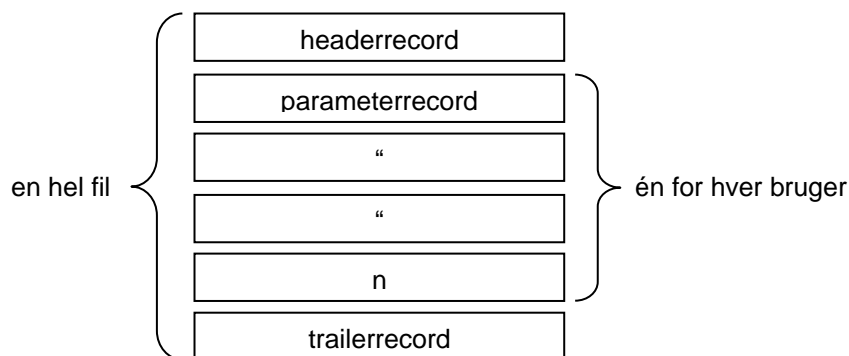 headerrecord
parameterrecord
“
en hel fil
én for hver bruger
“
n
trailerrecord